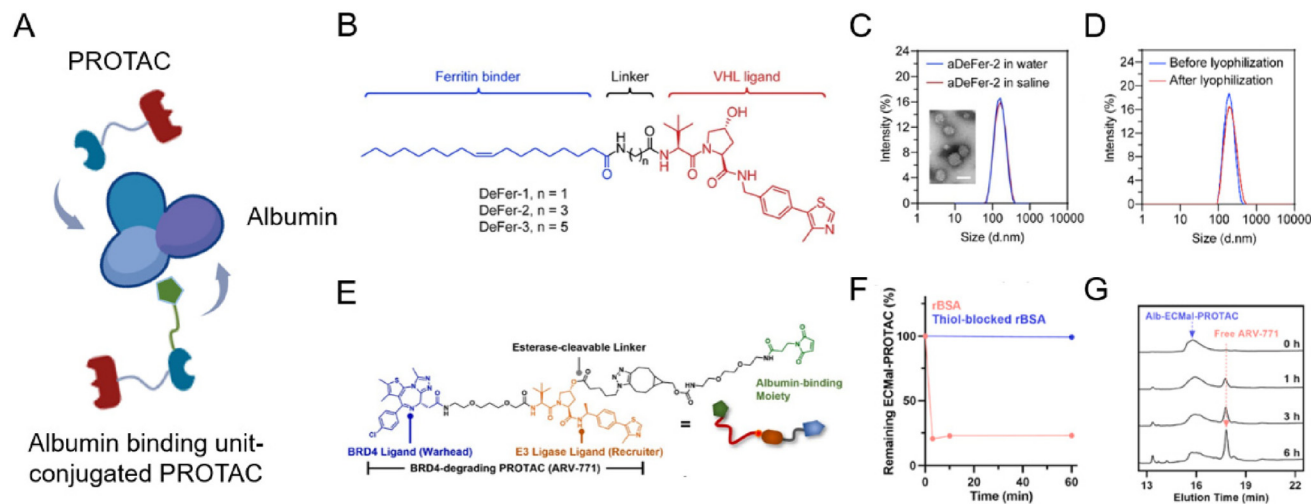 A
PROTAC
Albumin
Albumin binding unit-
conjugated PROTAC
B
Ferritin binder
Linker
VHL ligand
OH
H
N
O
O
n
N
H
O
N
O
NH
S
N
DeFer-1, n = 1
DeFer-2, n = 3
DeFer-3, n = 5
C
aDeFer-2 in water
aDeFer-2 in saline
Intensity (%)
24
20
16
12
8
4
0
1 10 100 1000 10000
Size (d.nm)
D
Before lyophilization
After lyophilization
Intensity (%)
24
20
16
12
8
4
0
1 10 100 1000 10000
Size (d.nm)
E
Esterase-cleavable Linker
Albumin-binding
Moiety
BRD4 Ligand (Warhead)
E3 Ligase Ligand (Recruiter)
BRD4-degrading PROTAC (ARV-771)
=
F
Remaining ECMal-PROTAC (%)
rBSA
Thiol-blocked rBSA
100
75
50
25
0
0 20 40 60
Time (min)
G
Alb-ECMal-PROTAC
Free ARV-771
0 h
1 h
3 h
6 h
13 16 19 22
Elution Time (min)